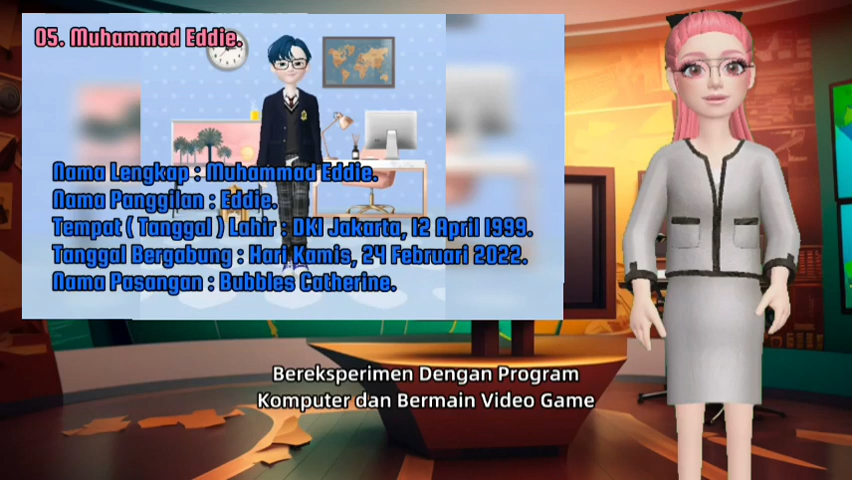 05. Muhammad Eddie.
Nama Lengkap : Muhammad Eddie.
Nama Panggilan : Eddie.
Tempat ( Tanggal ) Lahir : DKI Jakarta, 12 April 1999.
Tanggal Bergabung : Hari Kamis, 24 Februari 2022.
Nama Pasangan : Bubbles Catherine.
Bereksperimen Dengan Program
Komputer dan Bermain Video Game